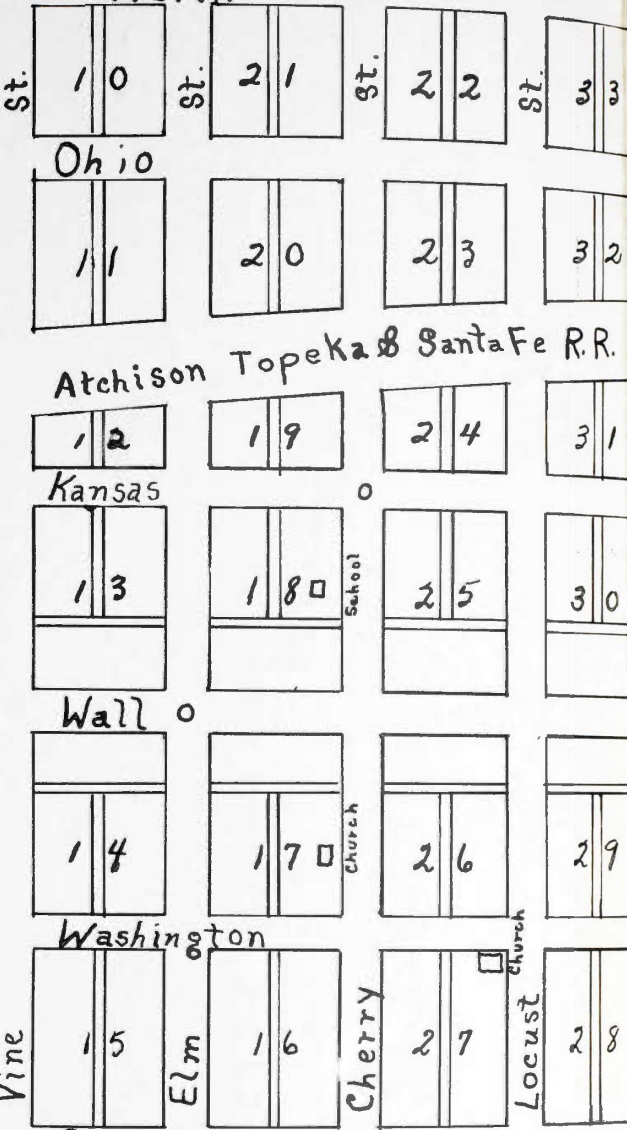 St. 10 St. 21 St. 22 St. 33
Ohio
11 20 23 32
Atchison Topeka & Santa Fe R.R.
12 19 24 31
Kansas
13 18 School 25 30
Wall
14 17 Church 26 29
Washington
Church
Vine 15 Elm 16 Cherry 27 Locust 28